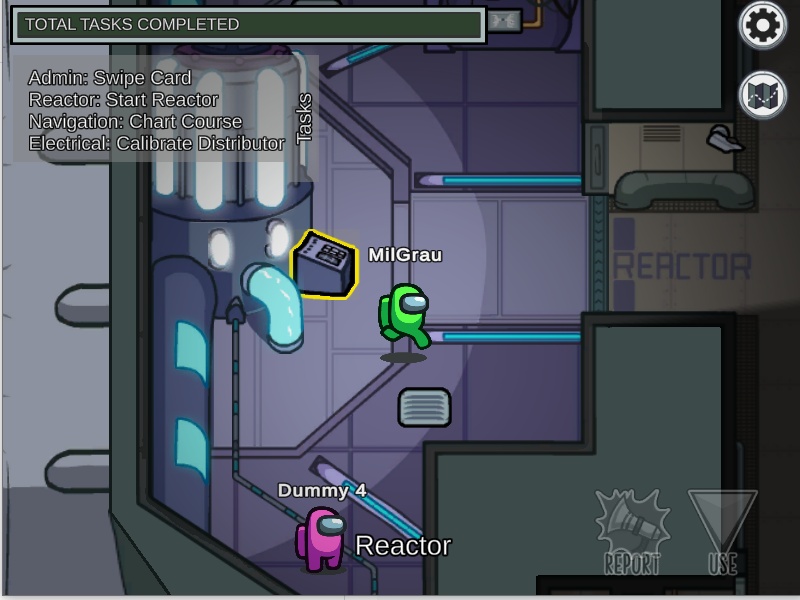 TOTAL TASKS COMPLETED
Admin: Swipe Card
Reactor: Start Reactor
Navigation: Chart Course
Electrical: Calibrate Distributor
Tasks
MilGrau
REACTOR
Dummy 4
Reactor
REPORT
USE